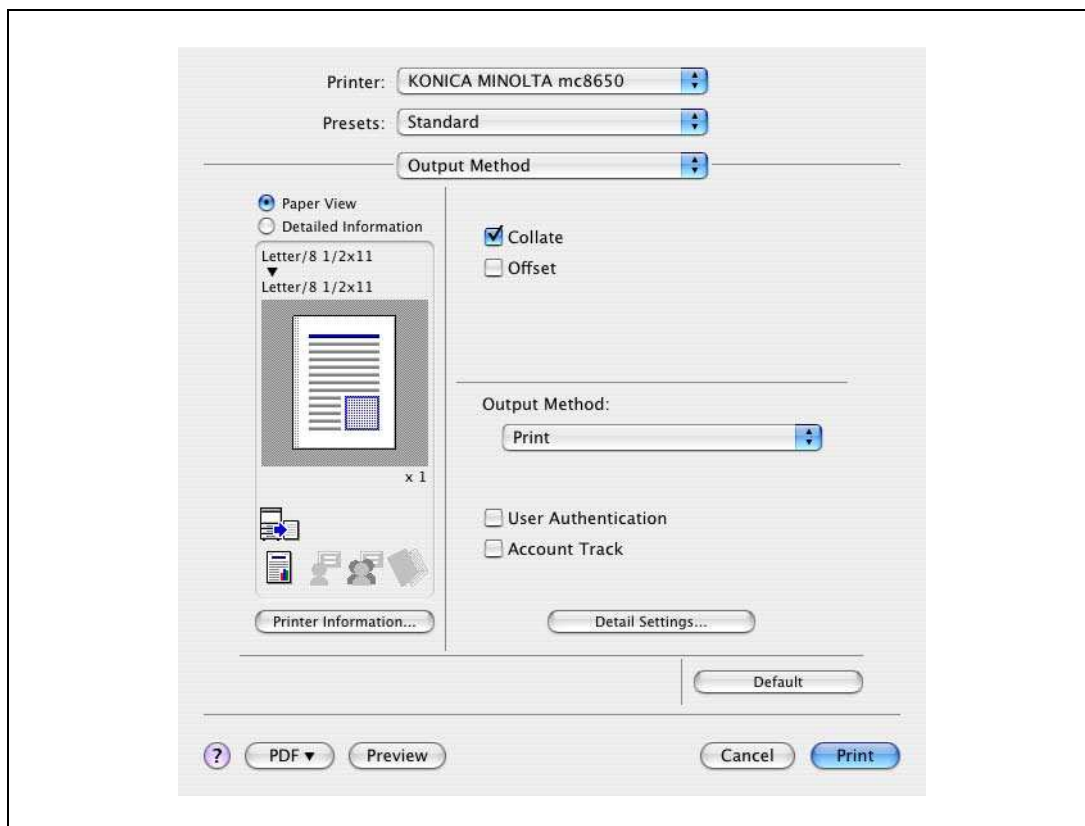 Printer: KONICA MINOLTA mc8650
Presets: Standard
Output Method
Paper View
Detailed Information
Letter/8 1/2x11
Letter/8 1/2x11
x 1
Printer Information...
Collate
Offset
Output Method:
Print
User Authentication
Account Track
Detail Settings...
Default
? PDF▼ Preview Cancel Print